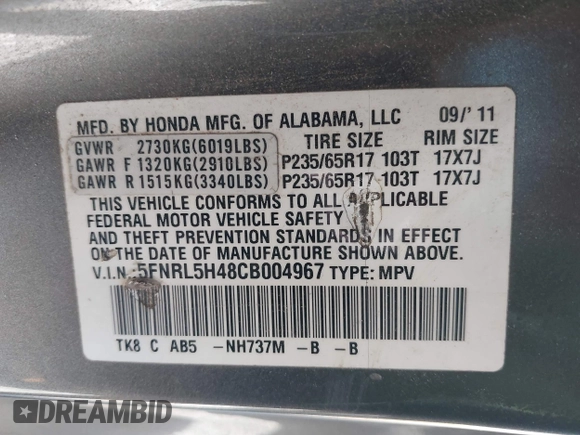 MFD. BY HONDA MFG. OF ALABAMA, LLC 09/'11
GVWR 2730KG(6019LBS) TIRE SIZE RIM SIZE
GAWR F 1320KG(2910LBS) P235/65R17 103T 17X7J
GAWR R 1515KG(3340LBS) P235/65R17 103T 17X7J
THIS VEHICLE CONFORMS TO ALL APPLICABLE
FEDERAL MOTOR VEHICLE SAFETY
AND THEFT PREVENTION STANDARDS IN EFFECT
ON THE DATE OF MANUFACTURE SHOWN ABOVE.
V.I.N.:5FNRL5H48CB004967 TYPE: MPV
TK8 C AB5 -NH737M -B -B
DREAMBID